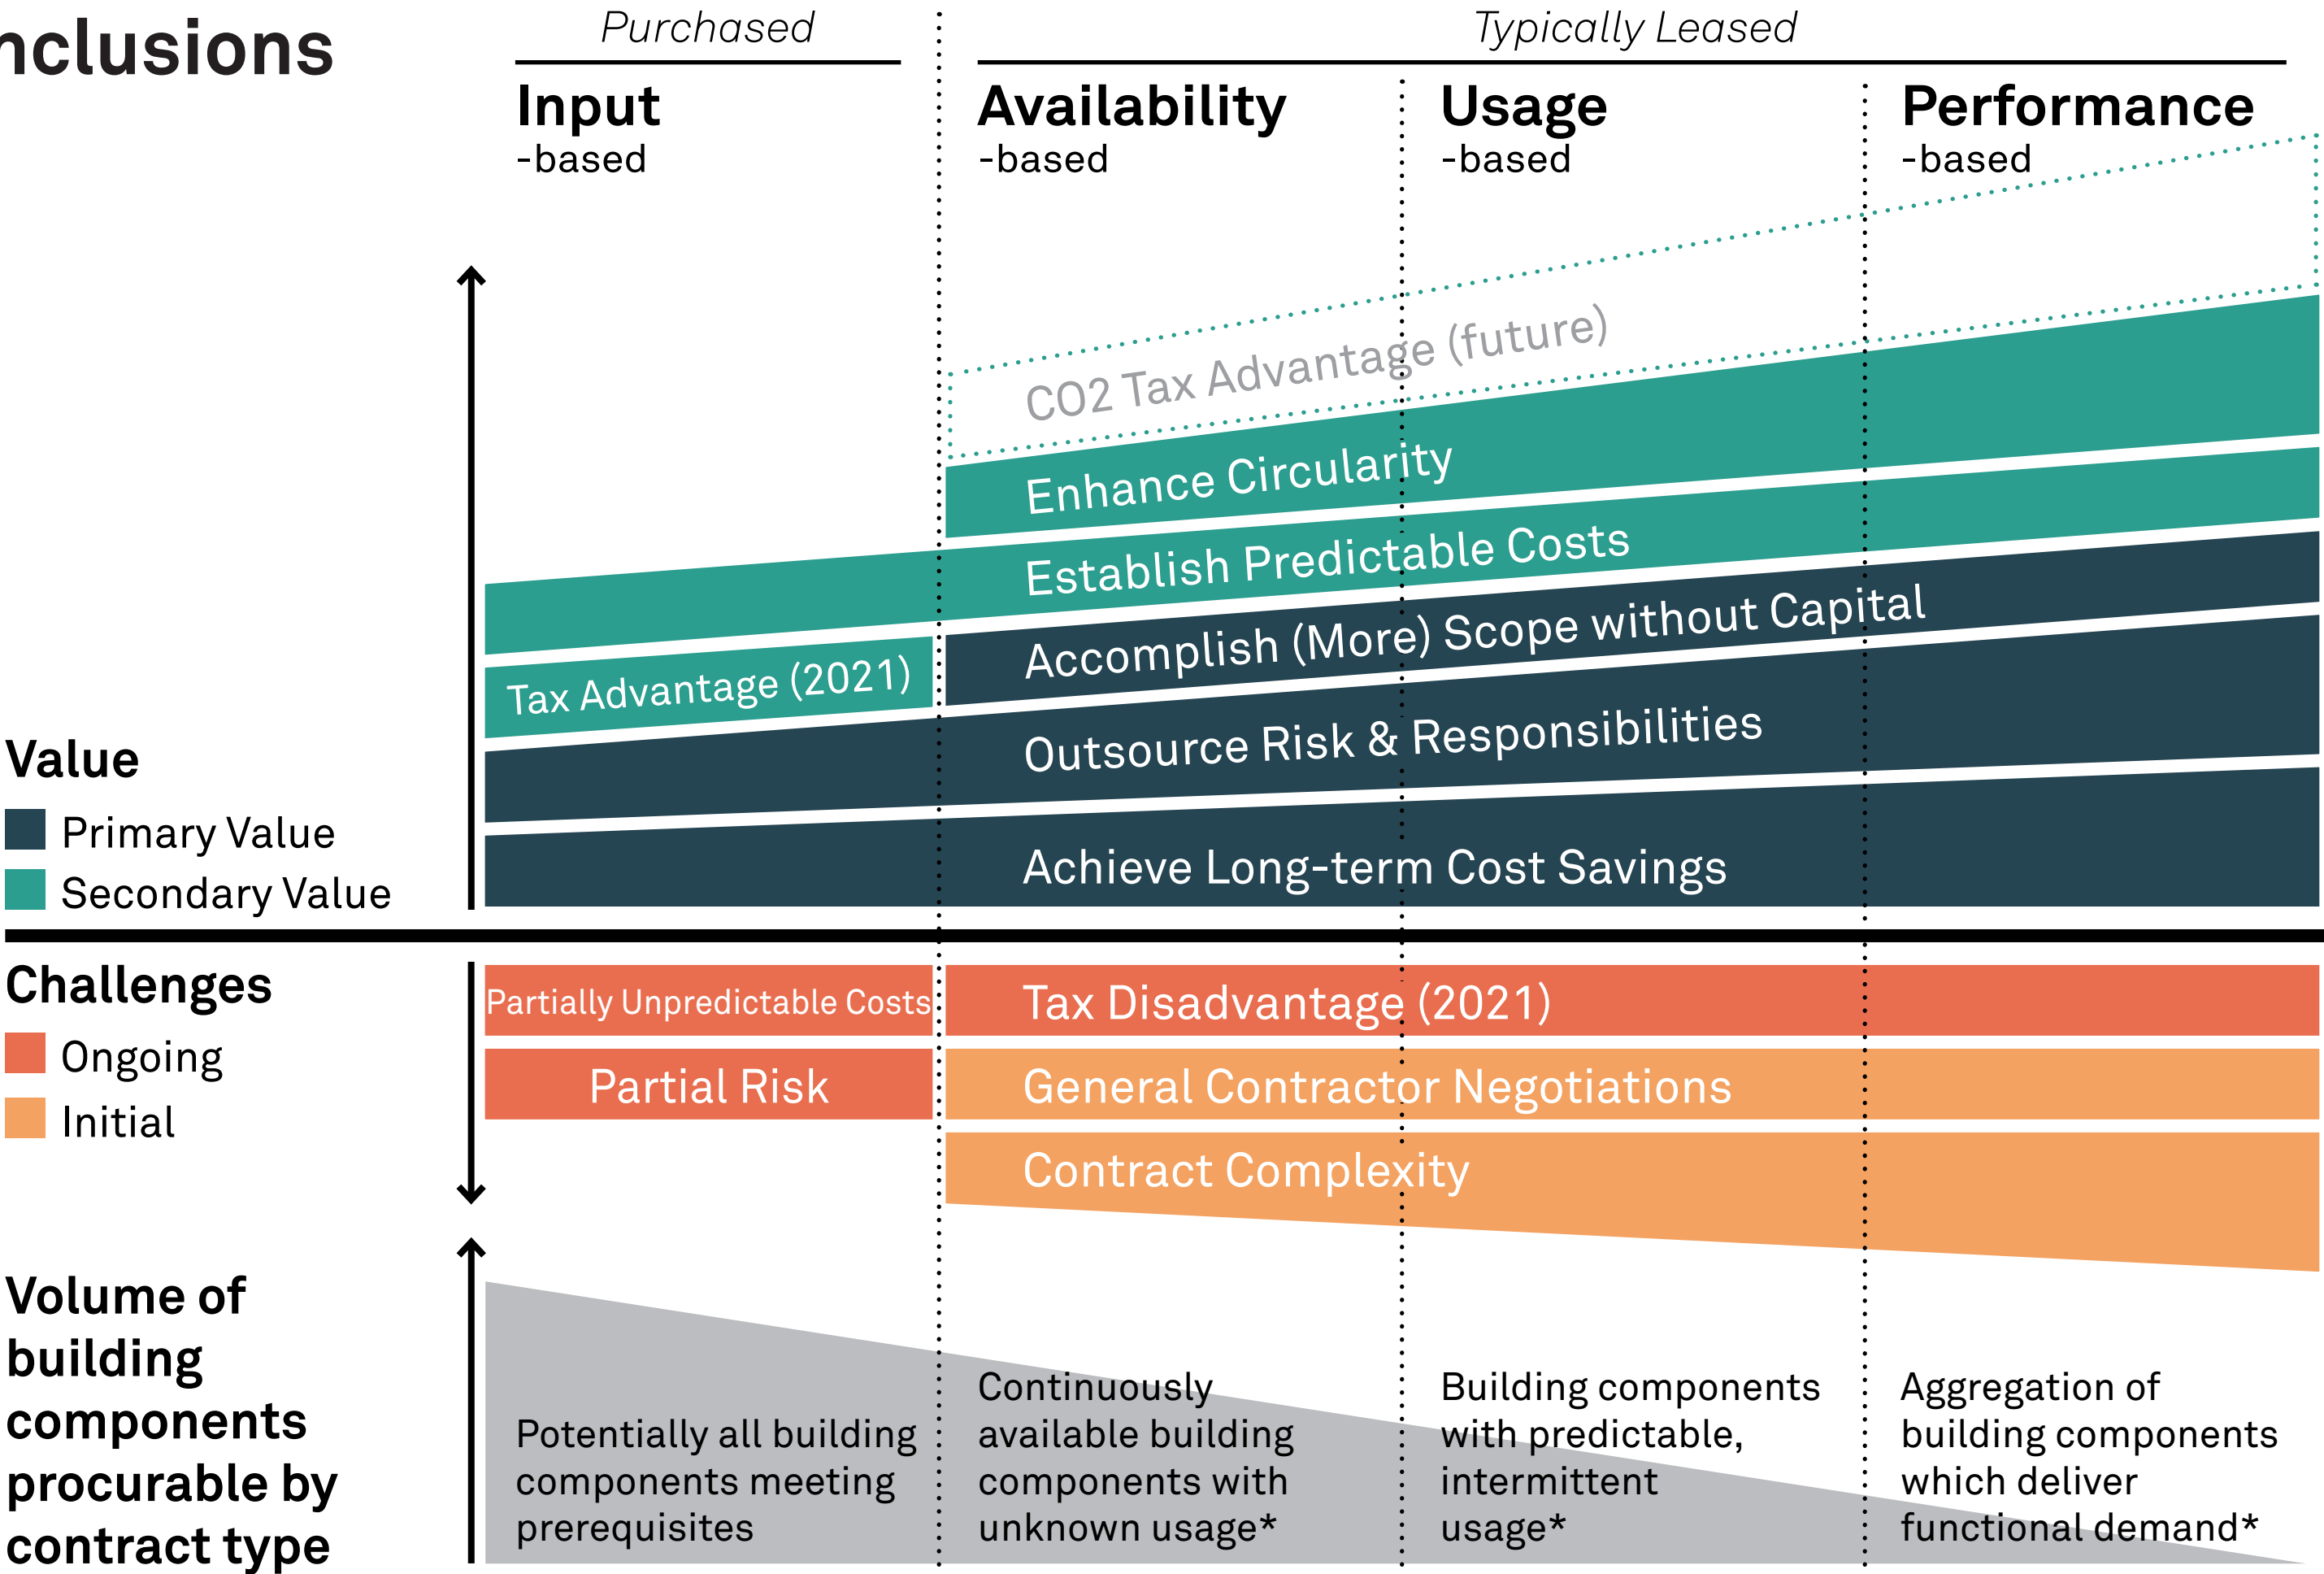 nclusions
Purchased
Typically Leased
Input
-based
Availability
-based
Usage
-based
Performance
-based
CO2 Tax Advantage (future)
Enhance Circularity
Establish Predictable Costs
Accomplish (More) Scope without Capital
Tax Advantage (2021)
Outsource Risk & Responsibilities
Achieve Long-term Cost Savings
Value
Primary Value
Secondary Value
Challenges
Ongoing
Initial
Partially Unpredictable Costs
Tax Disadvantage (2021)
Partial Risk
General Contractor Negotiations
Contract Complexity
Volume of
building
components
procurable by
contract type
Potentially all building
components meeting
prerequisites
Continuously
available building
components with
unknown usage*
Building components
with predictable,
intermittent
usage*
Aggregation of
building components
which deliver
functional demand*